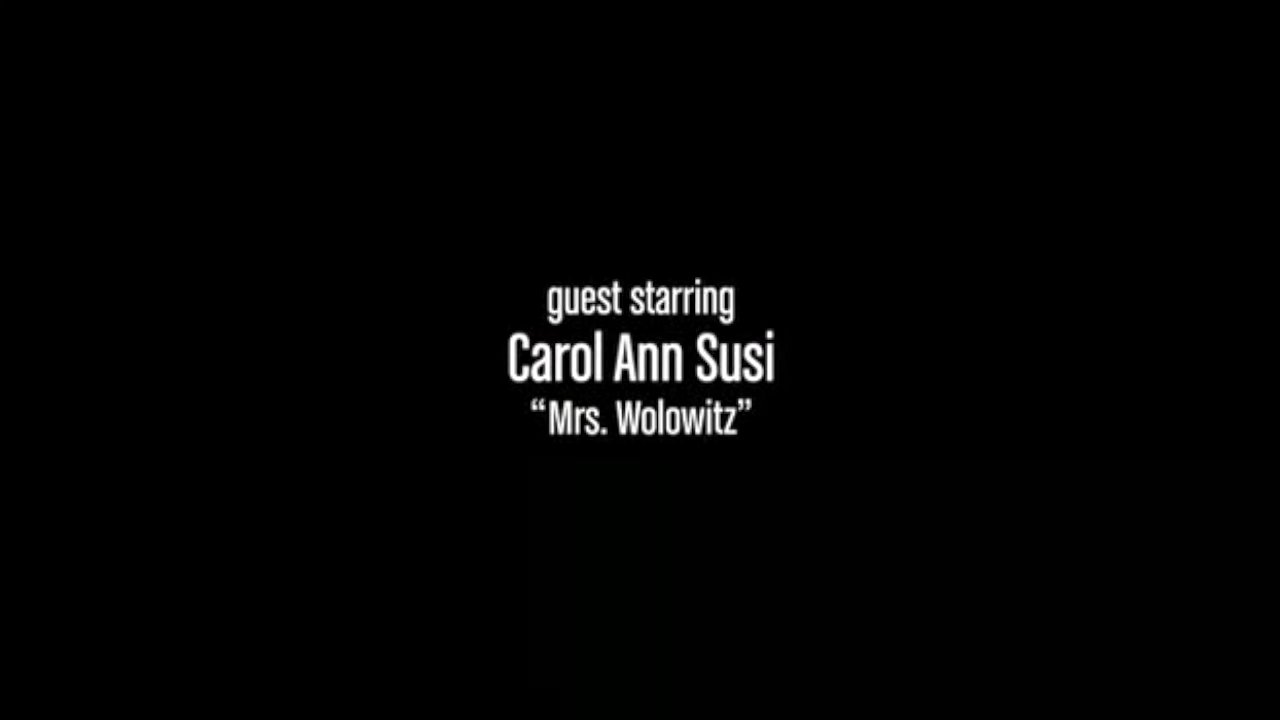 guest starring
Carol Ann Susi
“Mrs. Wolowitz”